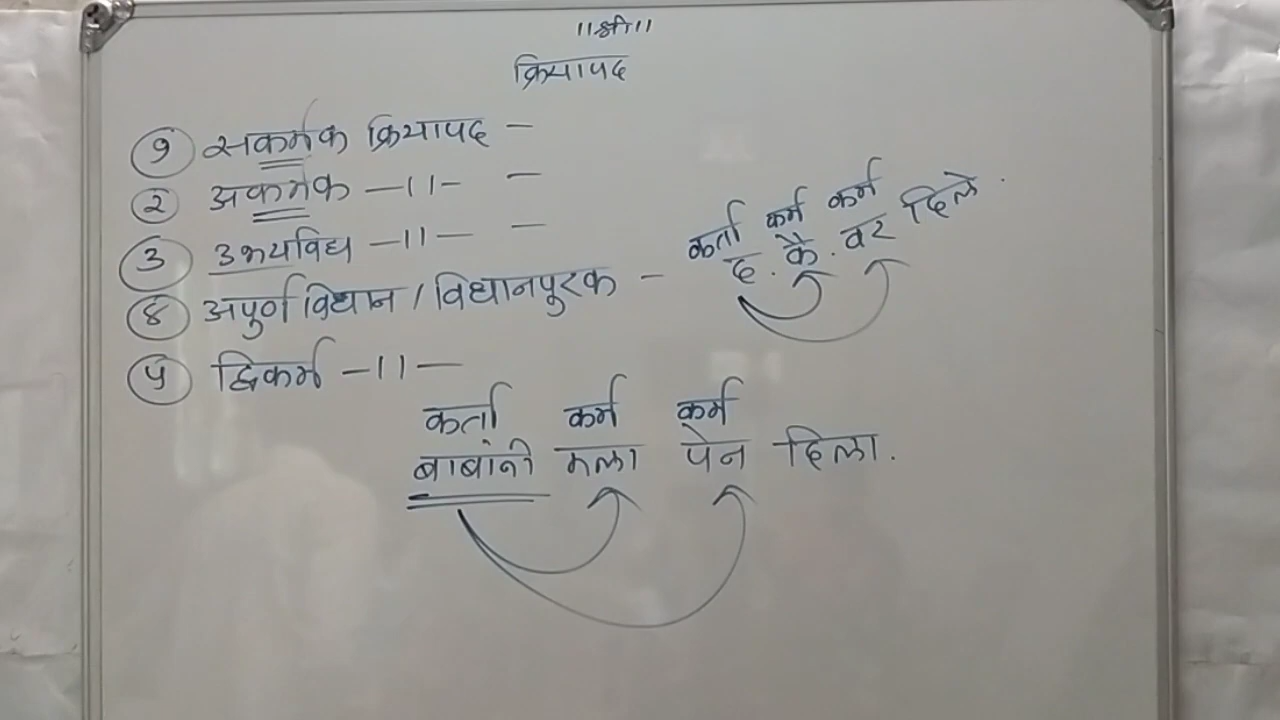 ।।श्री।।
क्रियापद
१ सकर्मक क्रियापद –
२ अकर्मक –।।– –
३ उभयविध –।।– –
४ अपुर्ण विधान / विधानपुरक –
कर्ता कर्म कर्म
द. कै. वर दिले.
५ द्विकर्म –।।–
कर्ता कर्म कर्म
बाबांनी मला पेन दिला.